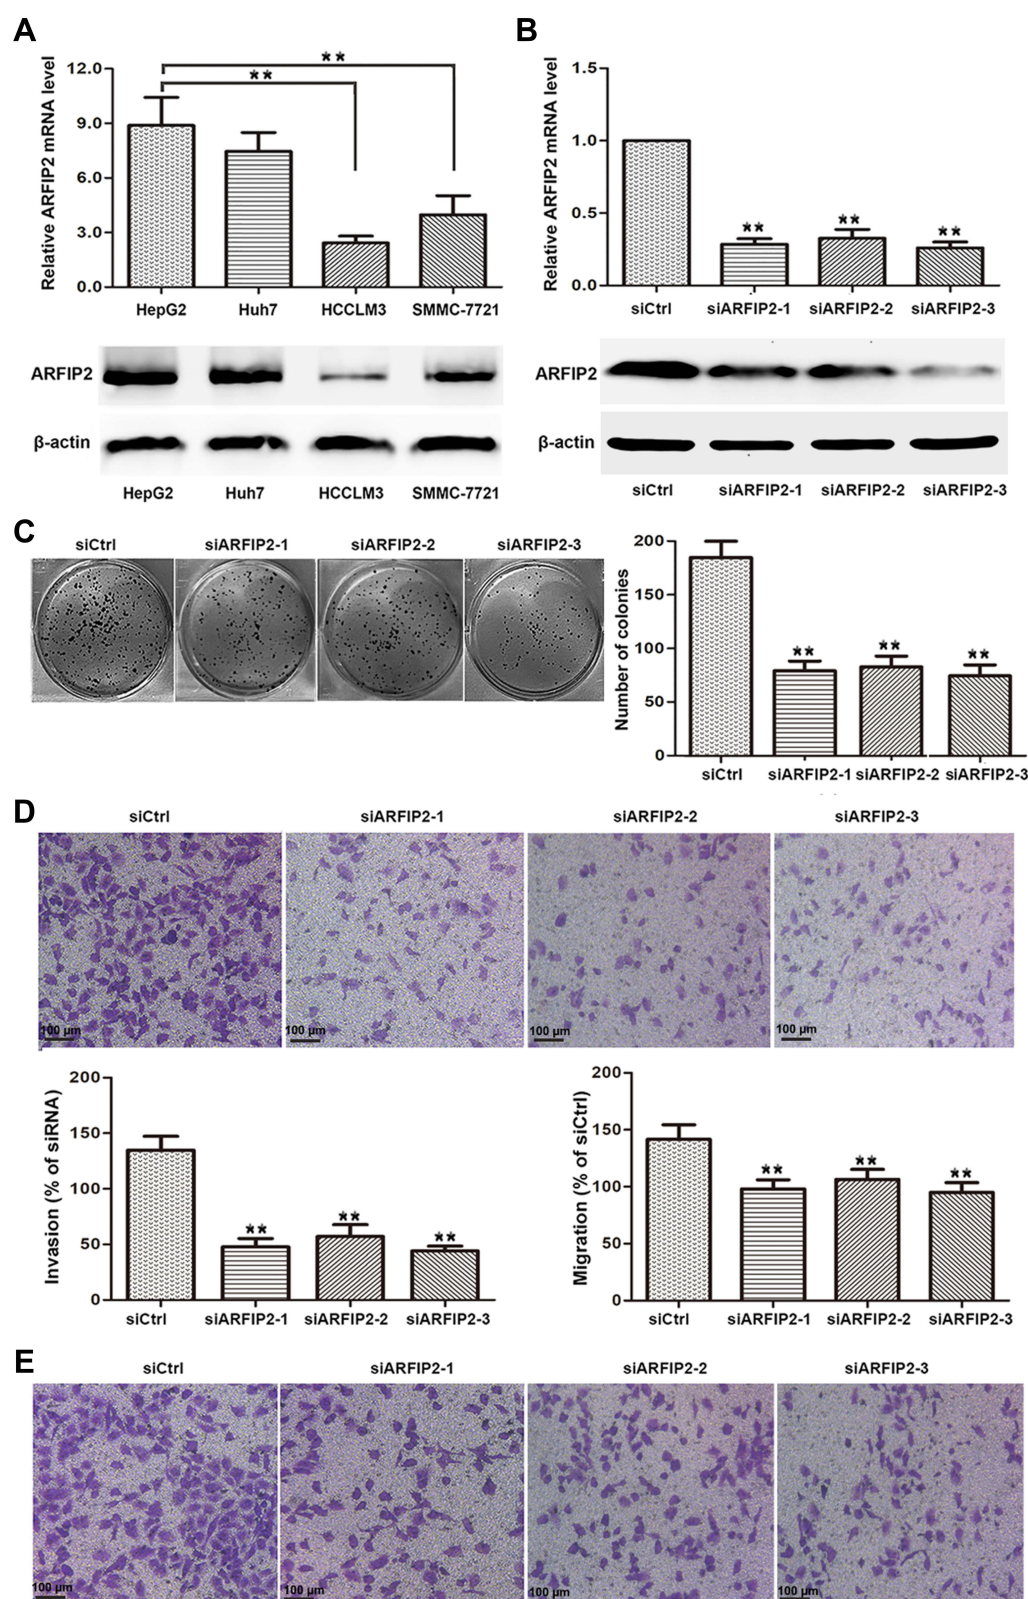 A
B
**
**
12.0
9.0
6.0
3.0
0.0
Relative ARFIP2 mRNA level
HepG2 Huh7 HCCLM3 SMMC-7721
ARFIP2
β-actin
HepG2 Huh7 HCCLM3 SMMC-7721
1.5
1.0
0.5
0.0
Relative ARFIP2 mRNA level
** ** **
siCtrl siARFIP2-1 siARFIP2-2 siARFIP2-3
ARFIP2
β-actin
siCtrl siARFIP2-1 siARFIP2-2 siARFIP2-3
C
siCtrl siARFIP2-1 siARFIP2-2 siARFIP2-3
200
150
100
50
0
Number of colonies
** ** **
siCtrl siARFIP2-1 siARFIP2-2 siARFIP2-3
D
siCtrl siARFIP2-1 siARFIP2-2 siARFIP2-3
100 µm 100 µm 100 µm 100 µm
200
150
100
50
0
Invasion (% of siRNA)
** ** **
siCtrl siARFIP2-1 siARFIP2-2 siARFIP2-3
200
150
100
50
0
Migration (% of siCtrl)
** ** **
siCtrl siARFIP2-1 siARFIP2-2 siARFIP2-3
E
siCtrl siARFIP2-1 siARFIP2-2 siARFIP2-3
100 µm 100 µm 100 µm 100 µm